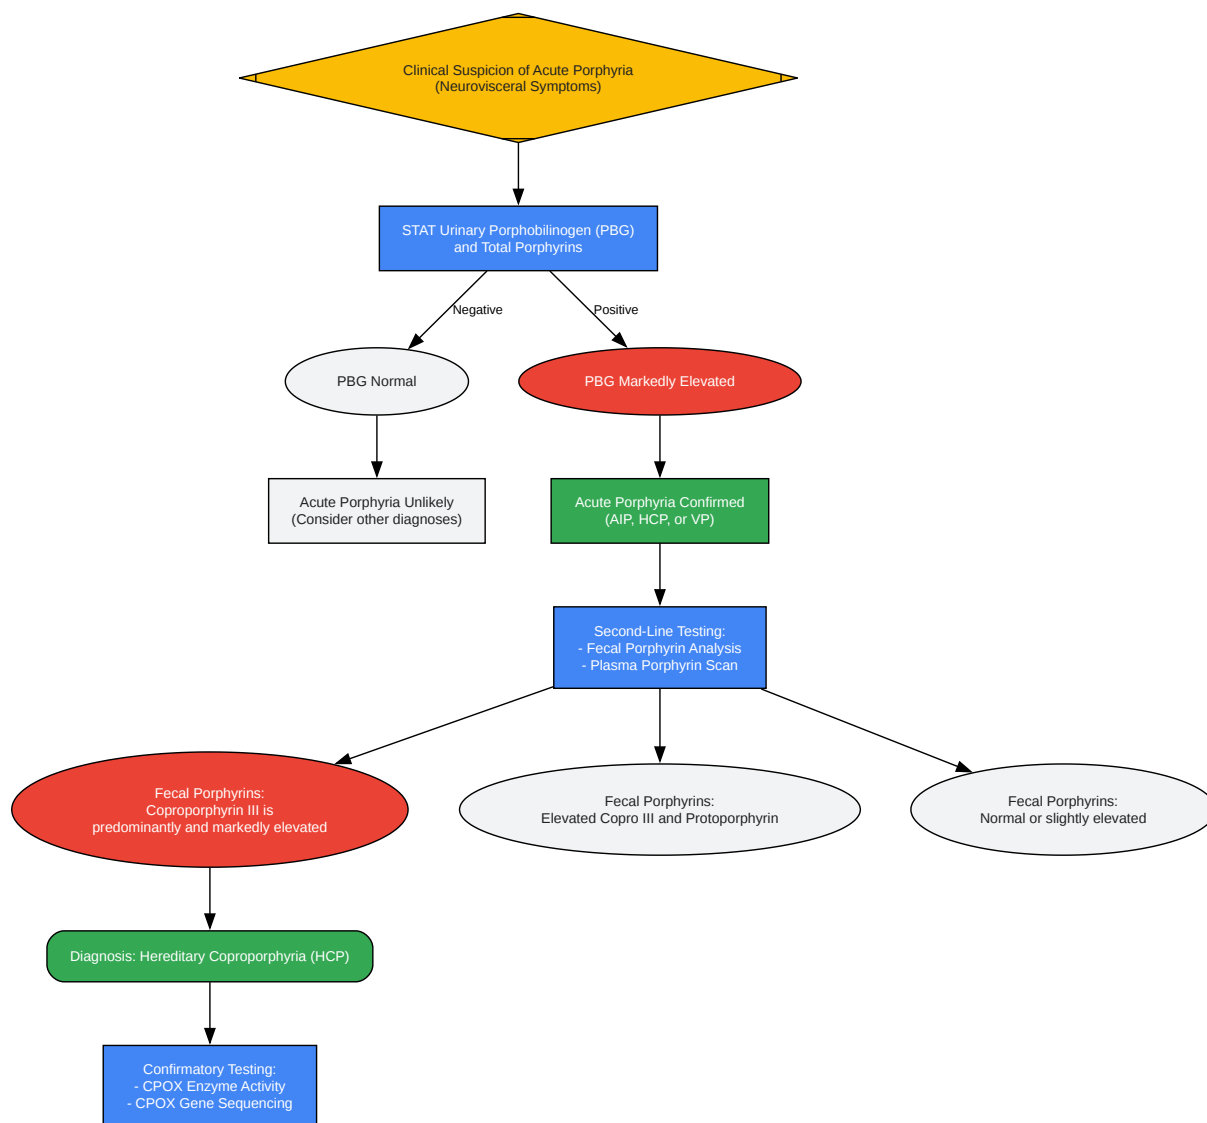 Clinical Suspicion of Acute Porphyria
(Neurovisceral Symptoms)
STAT Urinary Porphobilinogen (PBG)
and Total Porphyrins
Negative
Positive
PBG Normal
PBG Markedly Elevated
Acute Porphyria Unlikely
(Consider other diagnoses)
Acute Porphyria Confirmed
(AIP, HCP, or VP)
Second-Line Testing:
- Fecal Porphyrin Analysis
- Plasma Porphyrin Scan
Fecal Porphyrins:
Coproporphyrin III is
predominantly and markedly elevated
Fecal Porphyrins:
Elevated Copro III and Protoporphyrin
Fecal Porphyrins:
Normal or slightly elevated
Diagnosis: Hereditary Coproporphyria (HCP)
Confirmatory Testing:
- CPOX Enzyme Activity
- CPOX Gene Sequencing